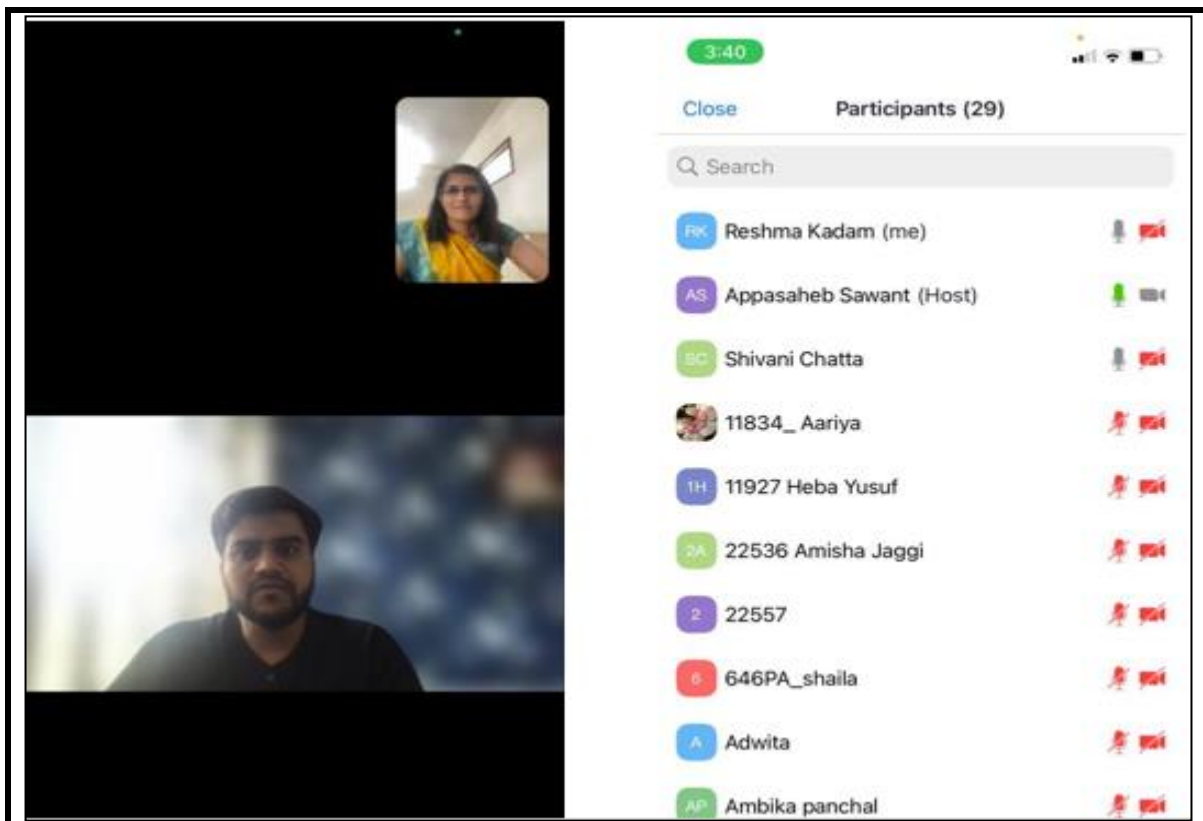 3:40
Close Participants (29)
Search
RK Reshma Kadam (me)
AS Appasaheb Sawant (Host)
SC Shivani Chatta
11834_ Aariya
1H 11927 Heba Yusuf
2A 22536 Amisha Jaggi
2 22557
6 646PA_shaila
A Adwita
AP Ambika panchal